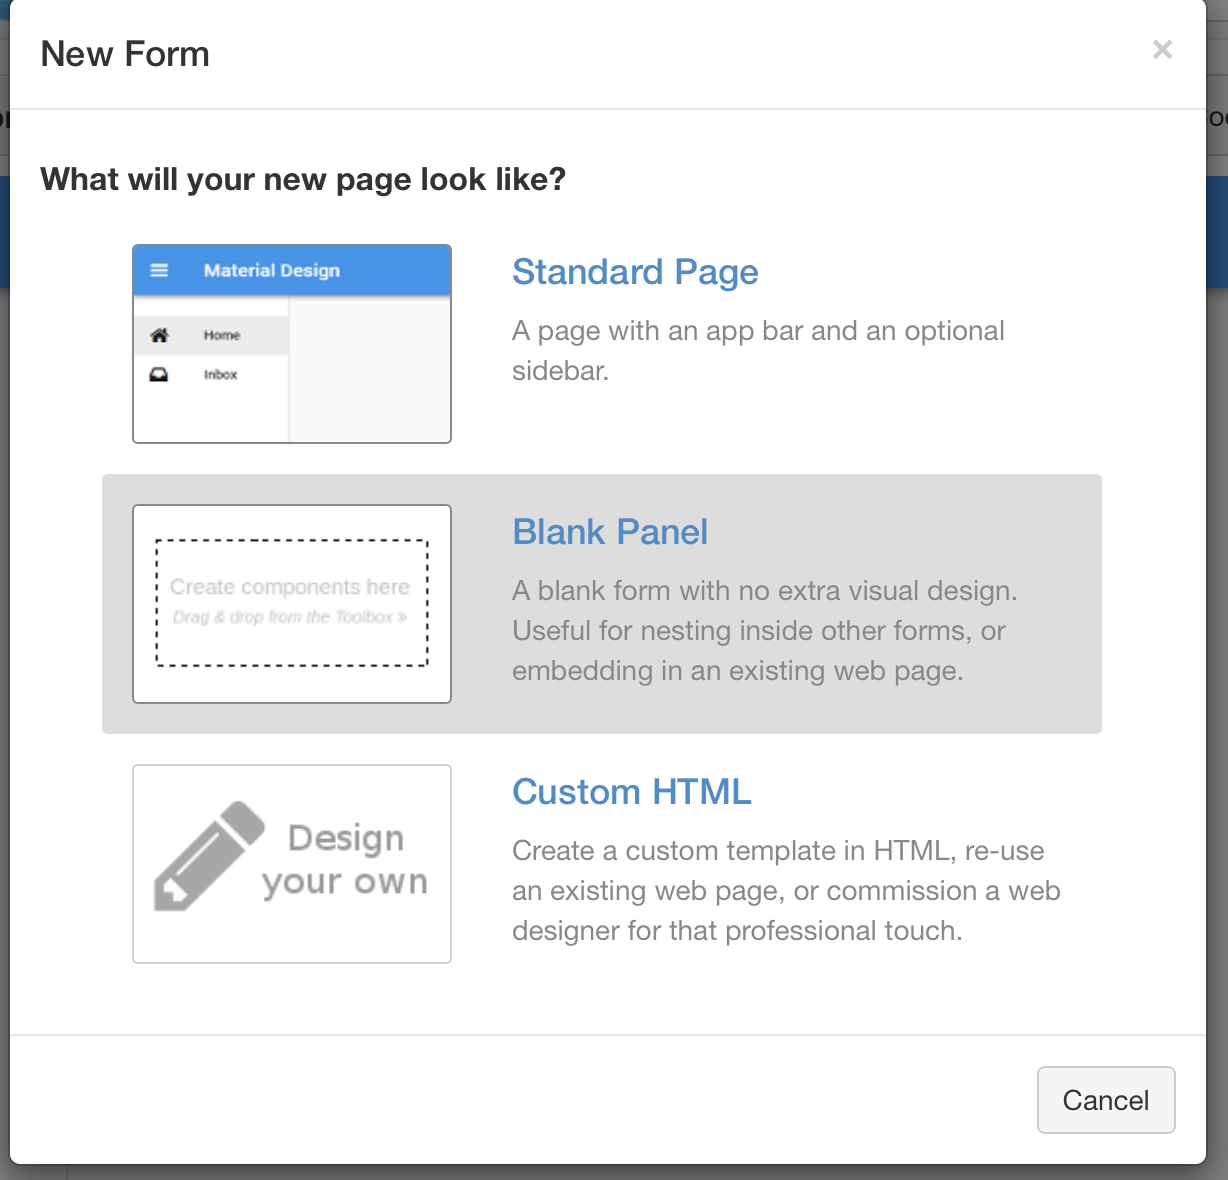 New Form
×
What will your new page look like?
Material Design
Home
Inbox
Standard Page
A page with an app bar and an optional
sidebar.
Create components here
Drag & drop from the Toolbox »
Blank Panel
A blank form with no extra visual design.
Useful for nesting inside other forms, or
embedding in an existing web page.
Design
your own
Custom HTML
Create a custom template in HTML, re-use
an existing web page, or commission a web
designer for that professional touch.
Cancel